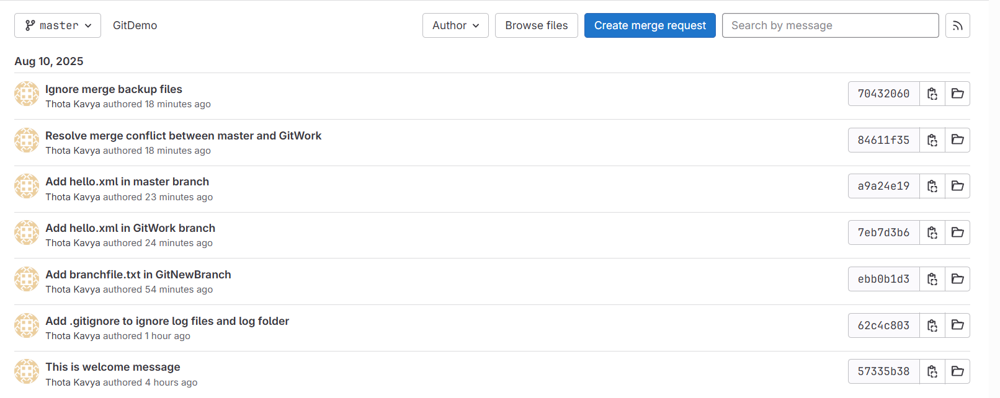 master GitDemo Author Browse files Create merge request Search by message
Aug 10, 2025
Ignore merge backup files
Thota Kavya authored 18 minutes ago
70432060
Resolve merge conflict between master and GitWork
Thota Kavya authored 18 minutes ago
84611f35
Add hello.xml in master branch
Thota Kavya authored 23 minutes ago
a9a24e19
Add hello.xml in GitWork branch
Thota Kavya authored 24 minutes ago
7eb7d3b6
Add branchfile.txt in GitNewBranch
Thota Kavya authored 54 minutes ago
ebb0b1d3
Add .gitignore to ignore log files and log folder
Thota Kavya authored 1 hour ago
62c4c803
This is welcome message
Thota Kavya authored 4 hours ago
57335b38